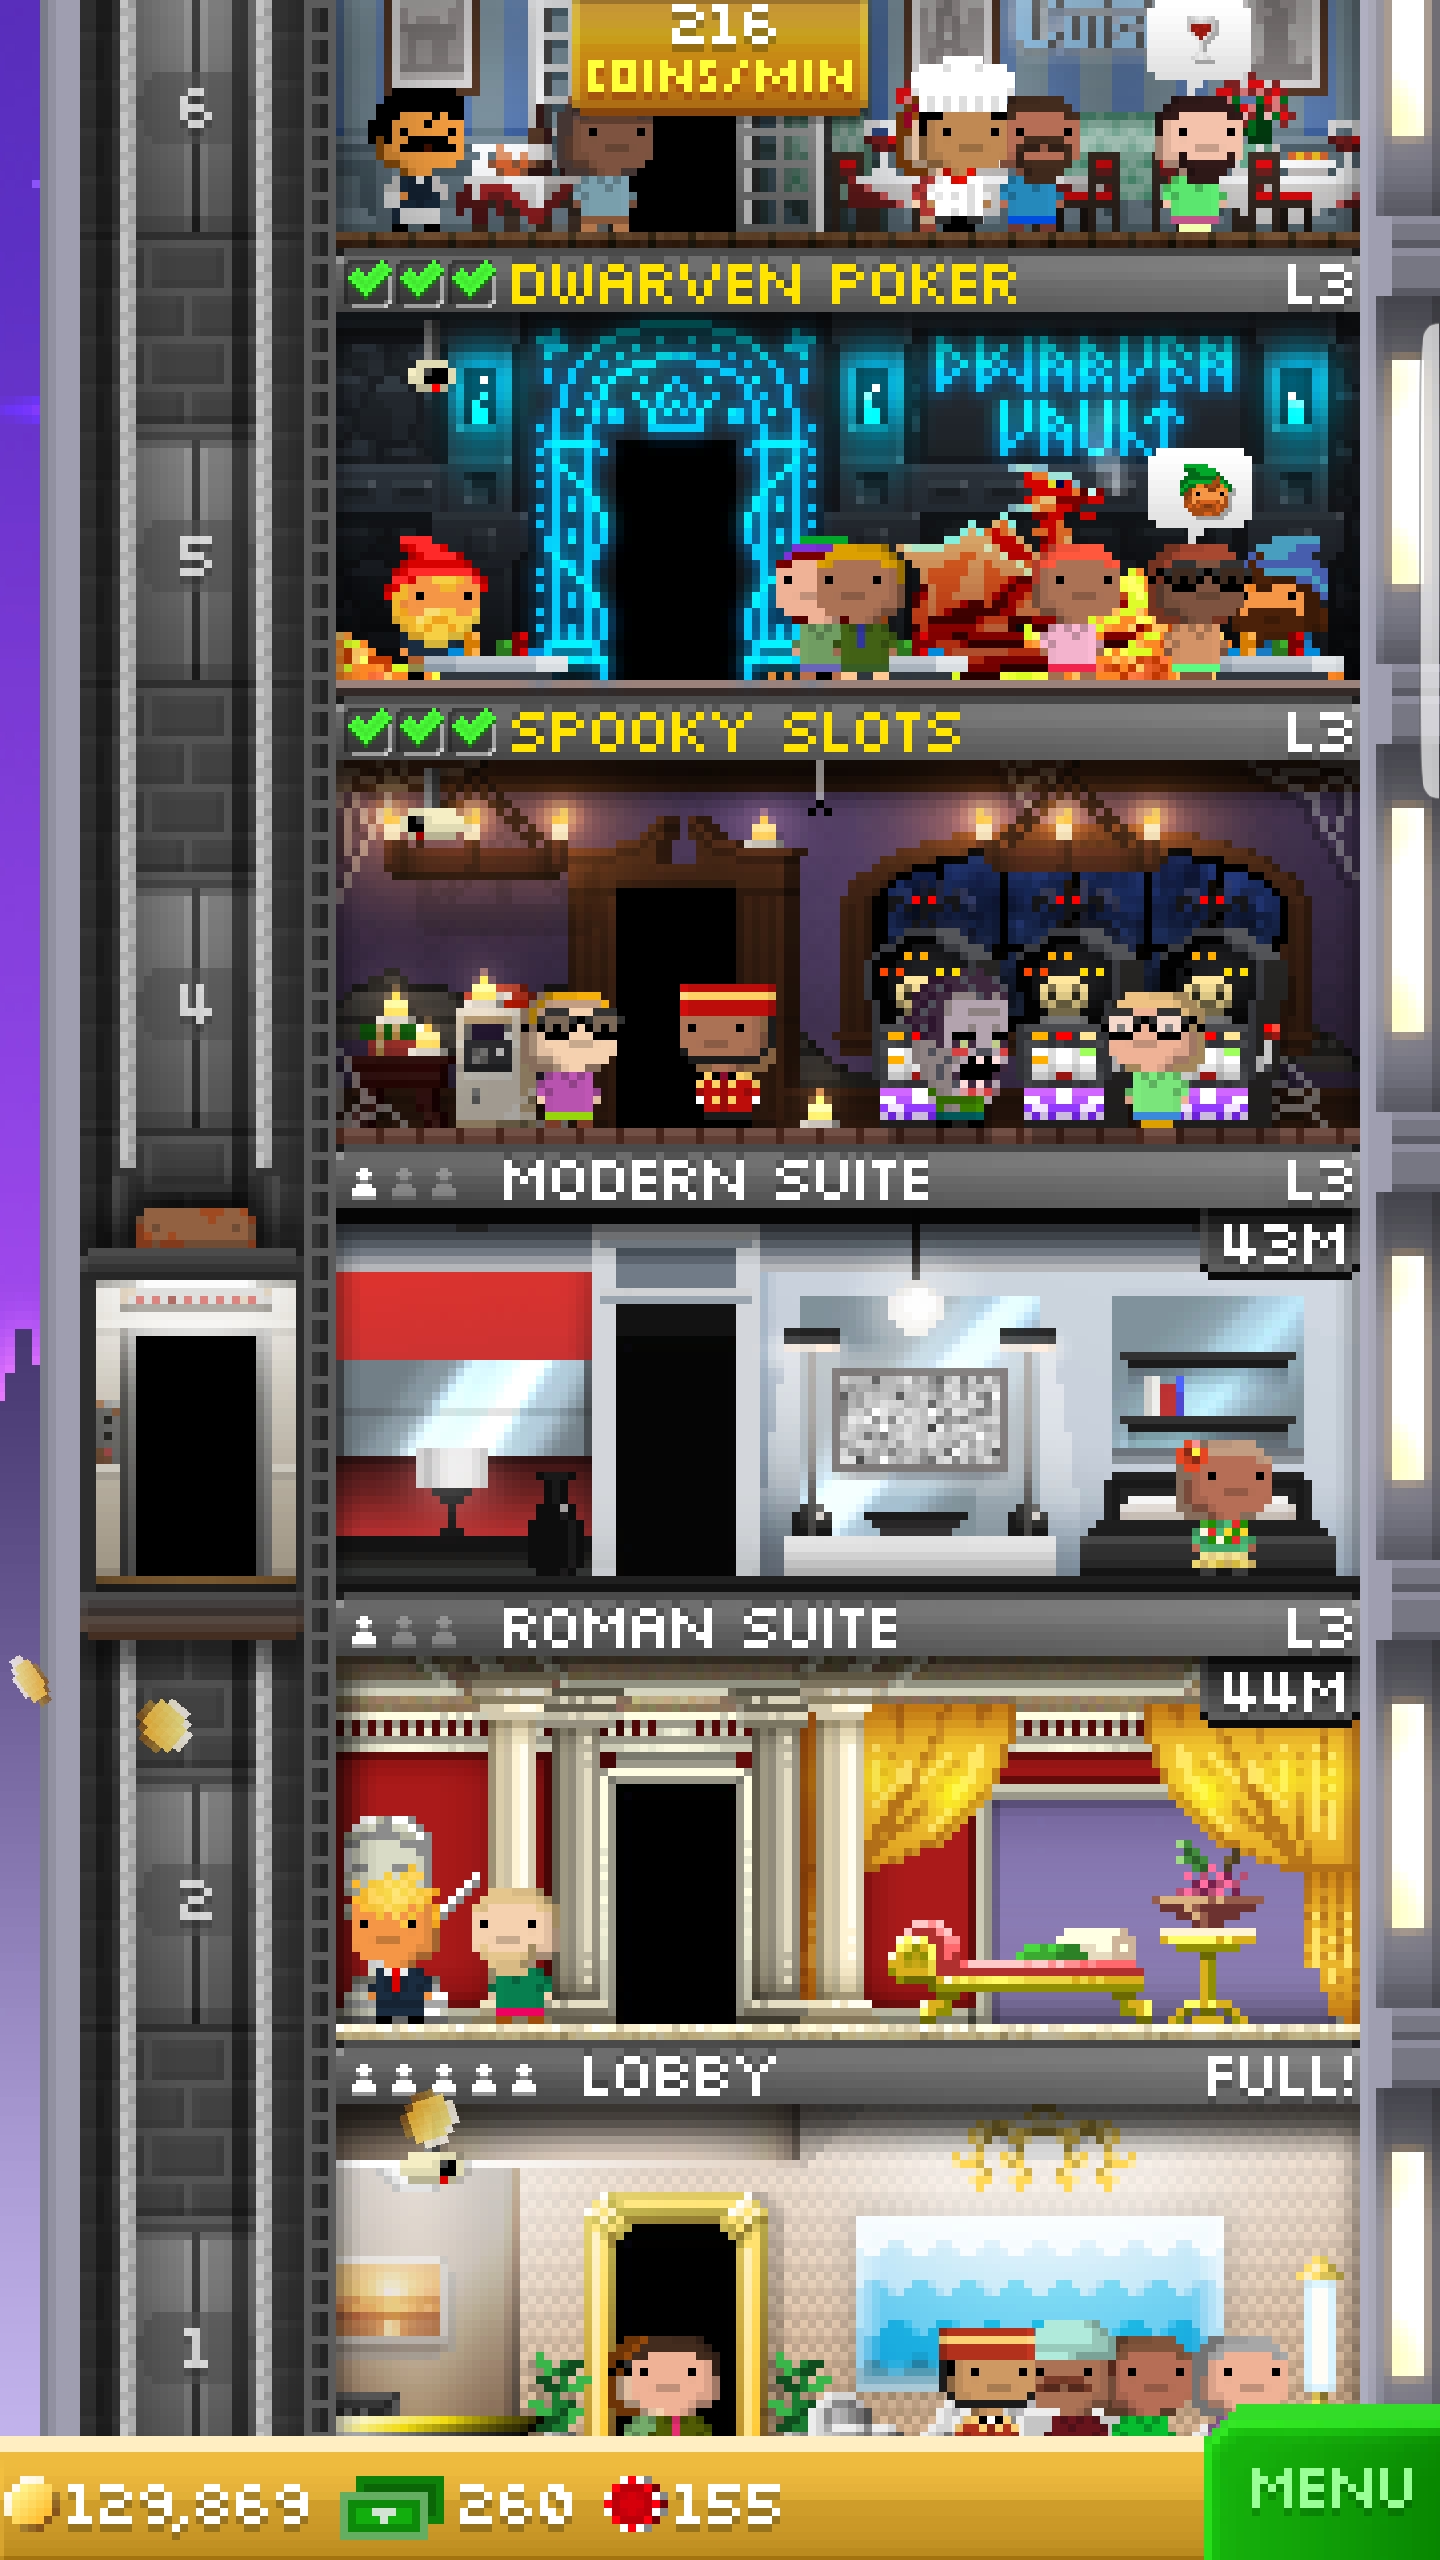 216
COINS/MIN
6
DWARVEN POKER
L3
DWARVEN
VAULT
5
SPOOKY SLOTS
L3
4
MODERN SUITE
L3
43M
ROMAN SUITE
L3
44M
2
LOBBY
FULL!
1
129,869
260
155
MENU